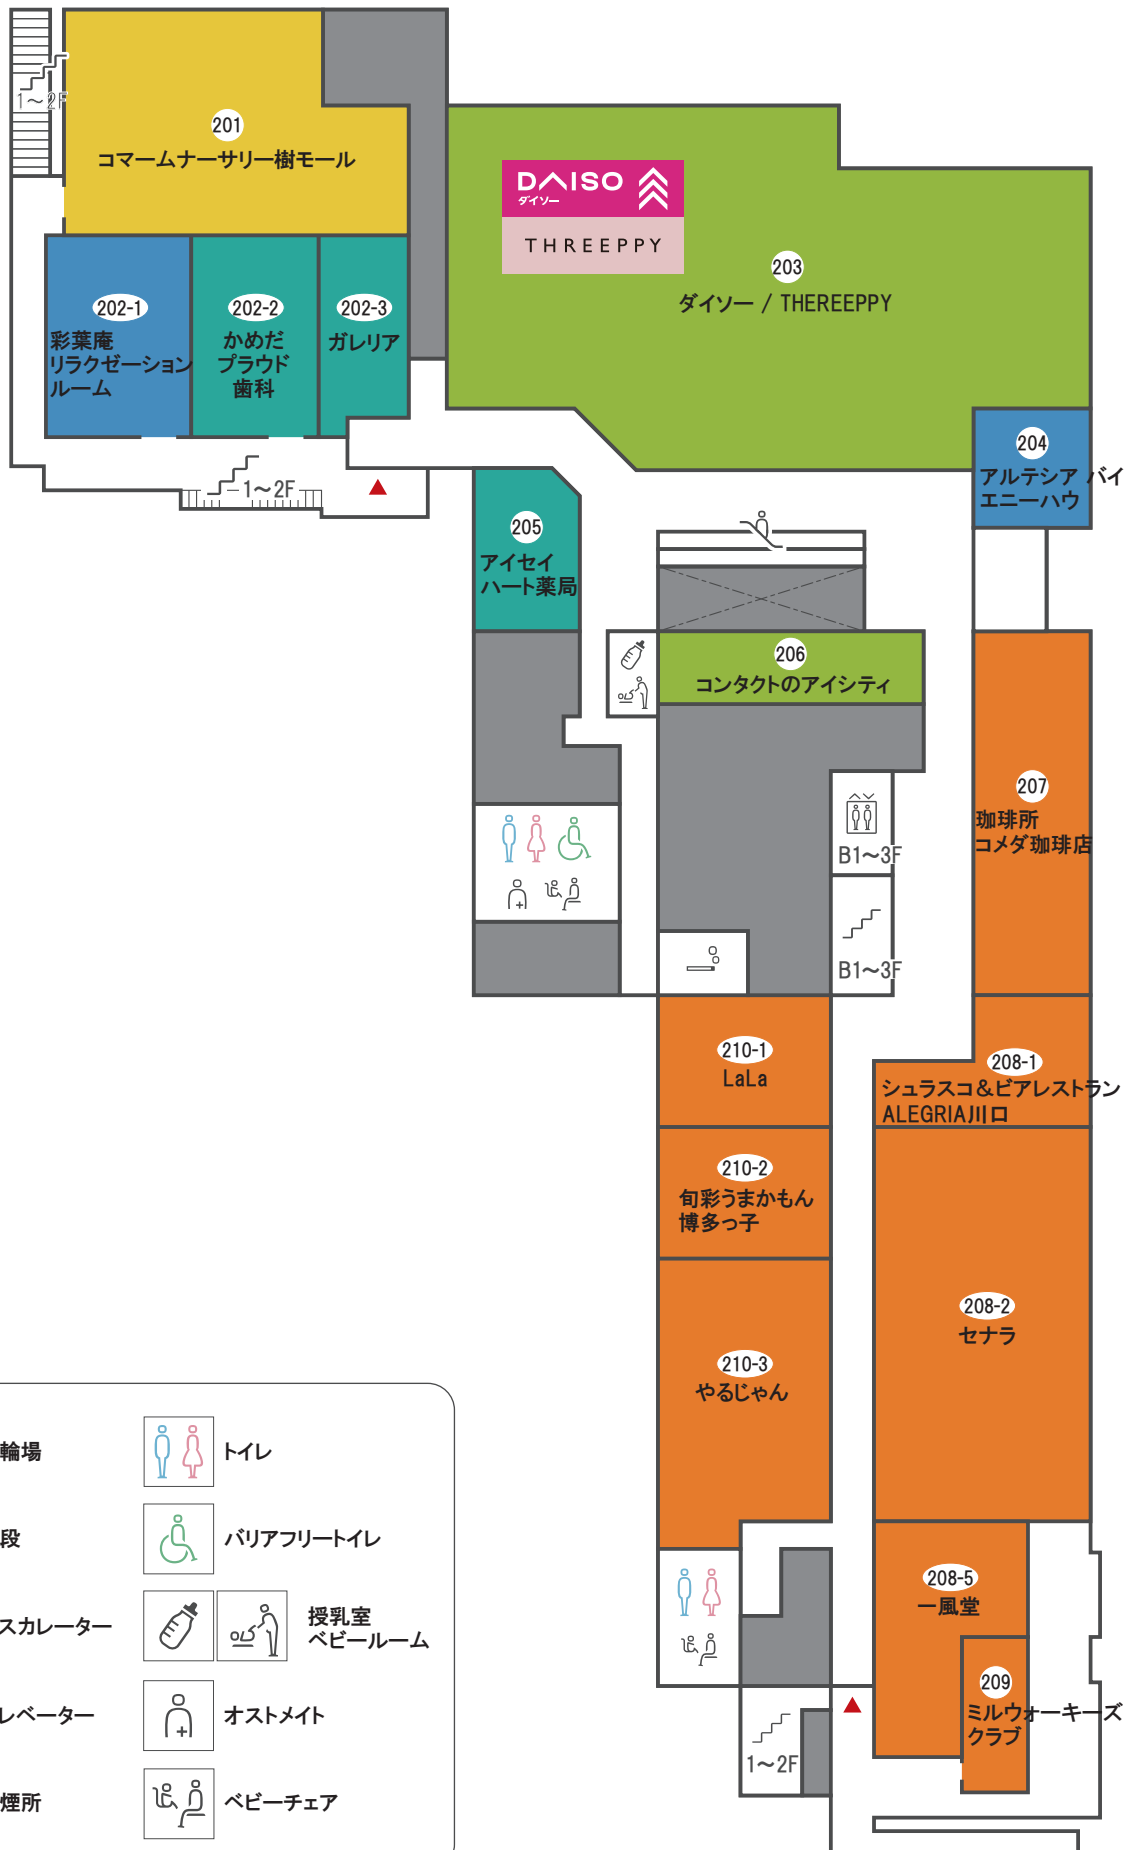 1～2F
201
コマームナーサリー樹モール
DAISO
ダイソー
THREEPPY
203
ダイソー / THEREEPPY
202-1
彩葉庵
リラクゼーション
ルーム
202-2
かめだ
プラウド
歯科
202-3
ガレリア
1～2F
204
アルテシア バイ
エニーハウ
205
アイセイ
ハート薬局
206
コンタクトのアイシティ
207
珈琲所
コメダ珈琲店
B1～3F
B1～3F
210-1
LaLa
208-1
シュラスコ＆ビアレストラン
ALEGRIA川口
210-2
旬彩うまかもん
博多っ子
208-2
セナラ
210-3
やるじゃん
208-5
一風堂
209
ミルウォーキーズ
クラブ
1～2F
輪場
トイレ
段
バリアフリートイレ
スカレーター
授乳室
ベビールーム
レベーター
オストメイト
煙所
ベビーチェア